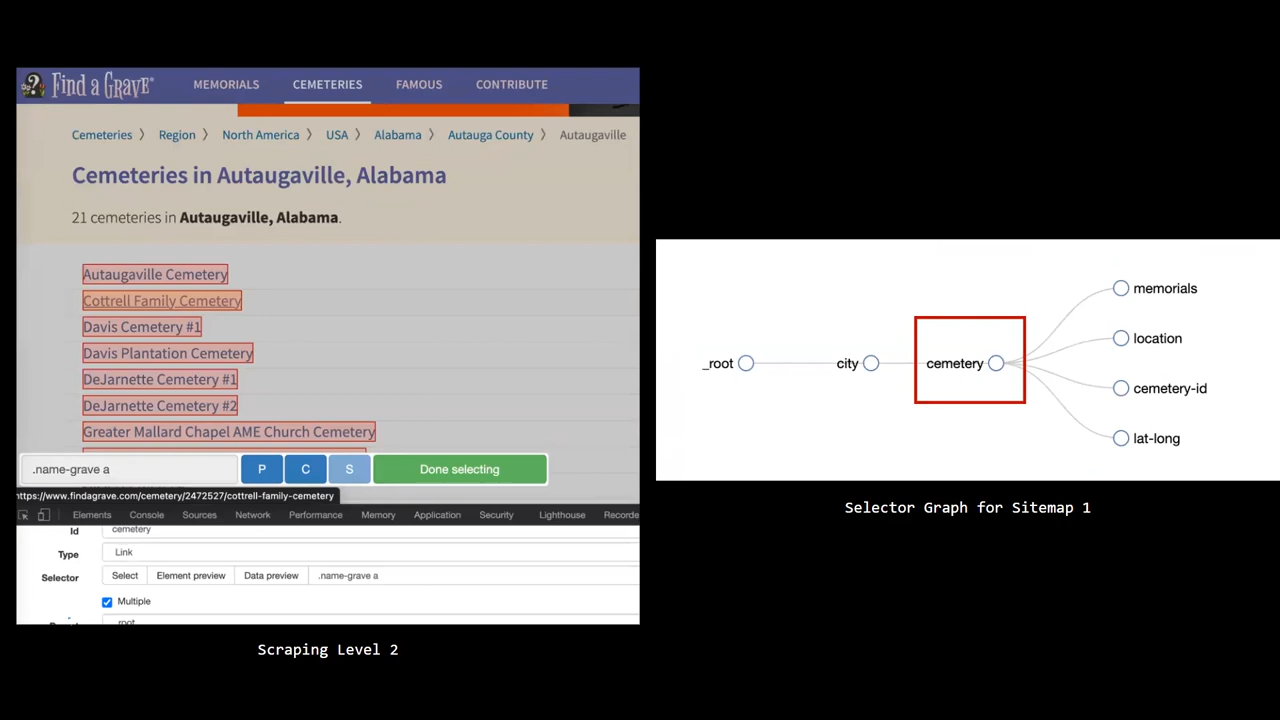 Find a Grave®
MEMORIALS
CEMETERIES
FAMOUS
CONTRIBUTE
Cemeteries 〉 Region 〉 North America 〉 USA 〉 Alabama 〉 Autauga County 〉 Autaugaville
Cemeteries in Autaugaville, Alabama
21 cemeteries in Autaugaville, Alabama.
Autaugaville Cemetery
Cottrell Family Cemetery
Davis Cemetery #1
Davis Plantation Cemetery
DeJarnette Cemetery #1
DeJarnette Cemetery #2
Greater Mallard Chapel AME Church Cemetery
.name-grave a
P
C
S
Done selecting
https://www.findagrave.com/cemetery/2472527/cottrell-family-cemetery
Elements Console Sources Network Performance Memory Application Security Lighthouse Recorde
Id cemetery
Type Link
Selector Select Element preview Data preview .name-grave a
Multiple
root
Scraping Level 2
_root
city
cemetery
memorials
location
cemetery-id
lat-long
Selector Graph for Sitemap 1